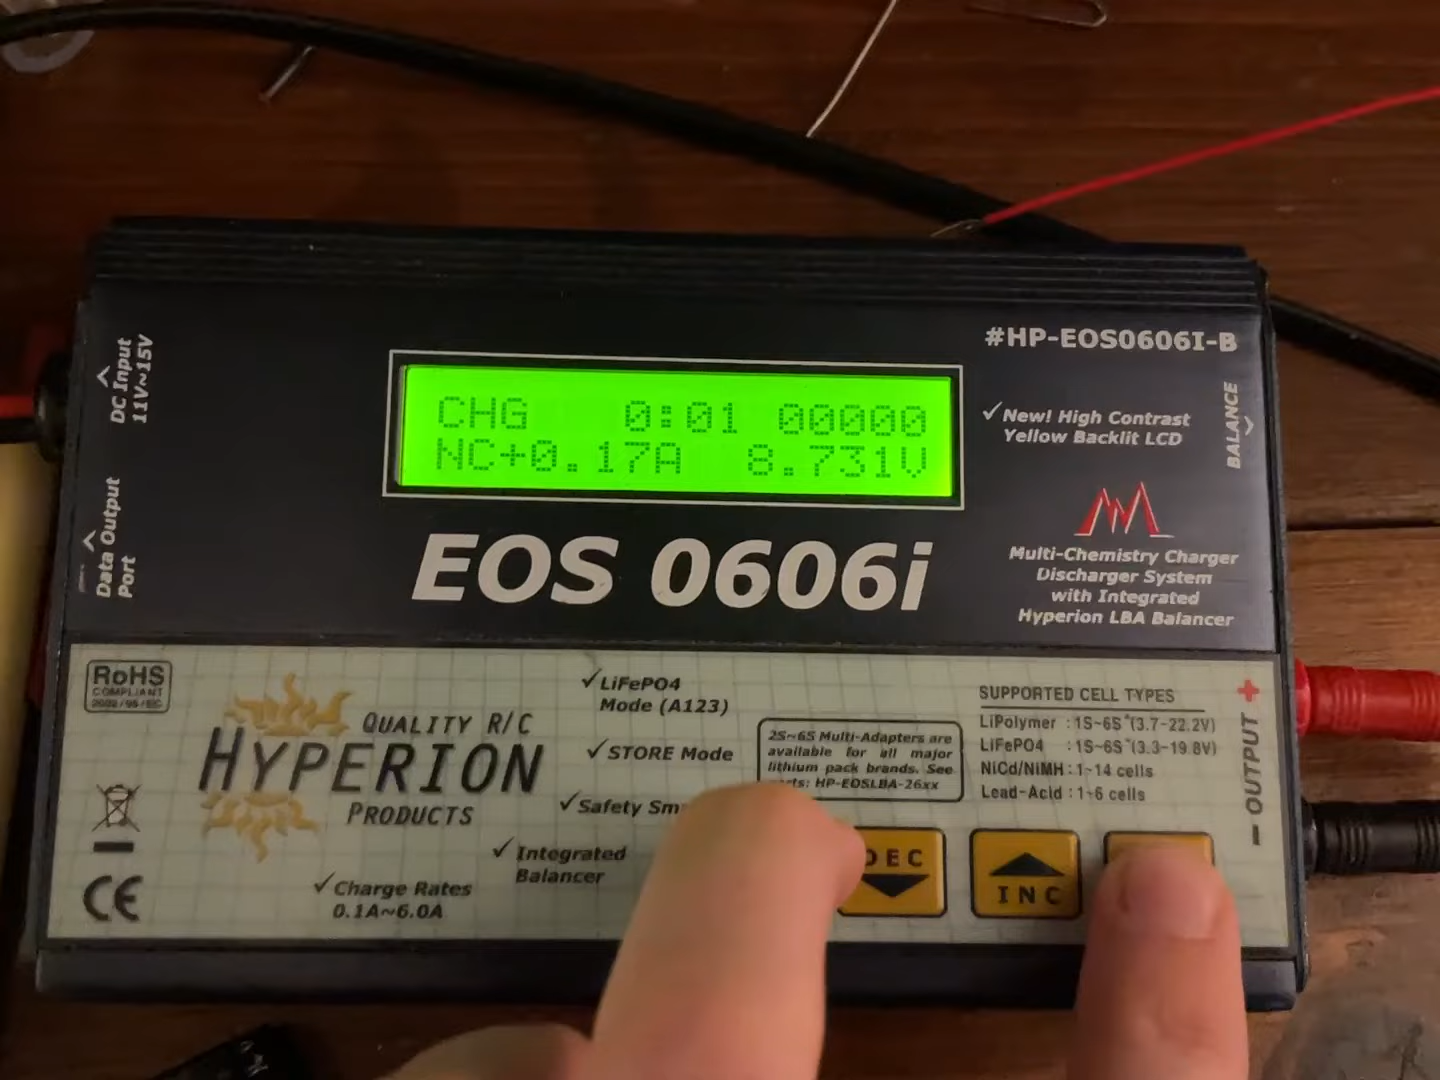 #HP-EOS0606I-B
DC Input
11V~15V
CHG 0:01 00000
NC+0.17A 8.731V
New! High Contrast
Yellow Backlit LCD
BALANCE
Data Output
Port
EOS 0606i
Multi-Chemistry Charger
Discharger System
with Integrated
Hyperion LBA Balancer
RoHS
COMPLIANT
2002/95/EC
QUALITY R/C
HYPERION
PRODUCTS
LiFePO4
Mode (A123)
STORE Mode
Safety
Integrated
Balancer
Charge Rates
0.1A~6.0A
CE
2S~6S Multi-Adapters are
available for all major
lithium pack brands. See
HP-EOSLBA-26xx
SUPPORTED CELL TYPES
LiPolymer :1S~6S*(3.7-22.2V)
LiFePO4 :1S~6S*(3.3-19.8V)
NiCd/NiMH:1~14 cells
Lead-Acid :1~6 cells
− OUTPUT +
DEC
INC